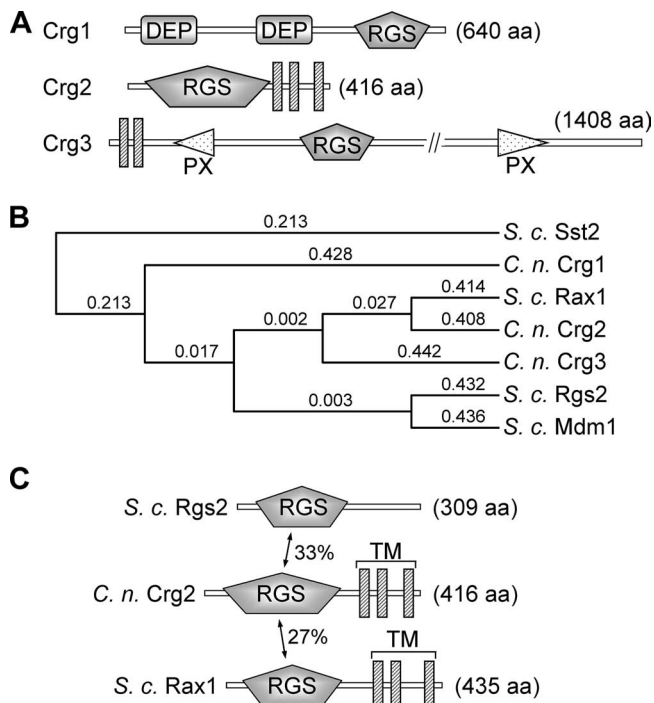 A
Crg1 DEP DEP RGS (640 aa)
Crg2 RGS (416 aa)
(1408 aa)
Crg3 RGS //
PX PX
B
0.213 S. c. Sst2
0.428 C. n. Crg1
0.414 S. c. Rax1
0.027
0.213 0.002 0.408 C. n. Crg2
0.017 0.442 C. n. Crg3
0.432 S. c. Rgs2
0.003
0.436 S. c. Mdm1
C
S. c. Rgs2 RGS (309 aa)
33% TM
C. n. Crg2 RGS (416 aa)
27% TM
S. c. Rax1 RGS (435 aa)